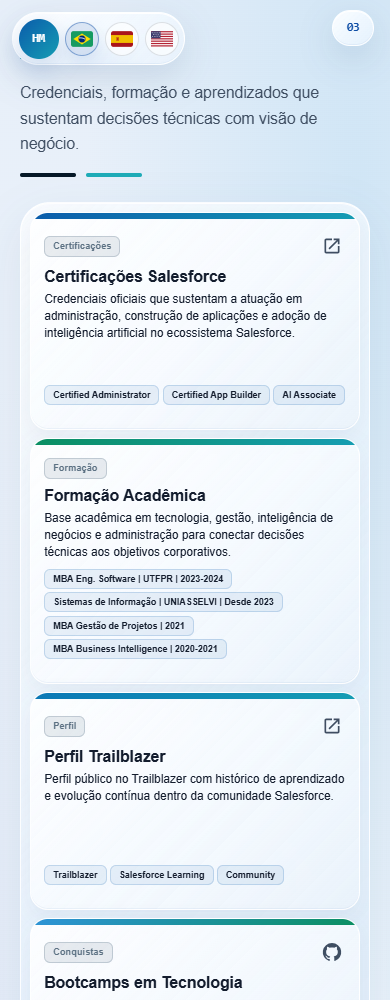 HM
03
Credenciais, formação e aprendizados que
sustentam decisões técnicas com visão de
negócio.
Certificações
Certificações Salesforce
Credenciais oficiais que sustentam a atuação em
administração, construção de aplicações e adoção de
inteligência artificial no ecossistema Salesforce.
Certified Administrator Certified App Builder AI Associate
Formação
Formação Acadêmica
Base acadêmica em tecnologia, gestão, inteligência de
negócios e administração para conectar decisões
técnicas aos objetivos corporativos.
MBA Eng. Software | UTFPR | 2023-2024
Sistemas de Informação | UNIASSELVI | Desde 2023
MBA Gestão de Projetos | 2021
MBA Business Intelligence | 2020-2021
Perfil
Perfil Trailblazer
Perfil público no Trailblazer com histórico de aprendizado
e evolução contínua dentro da comunidade Salesforce.
Trailblazer Salesforce Learning Community
Conquistas
Bootcamps em Tecnologia